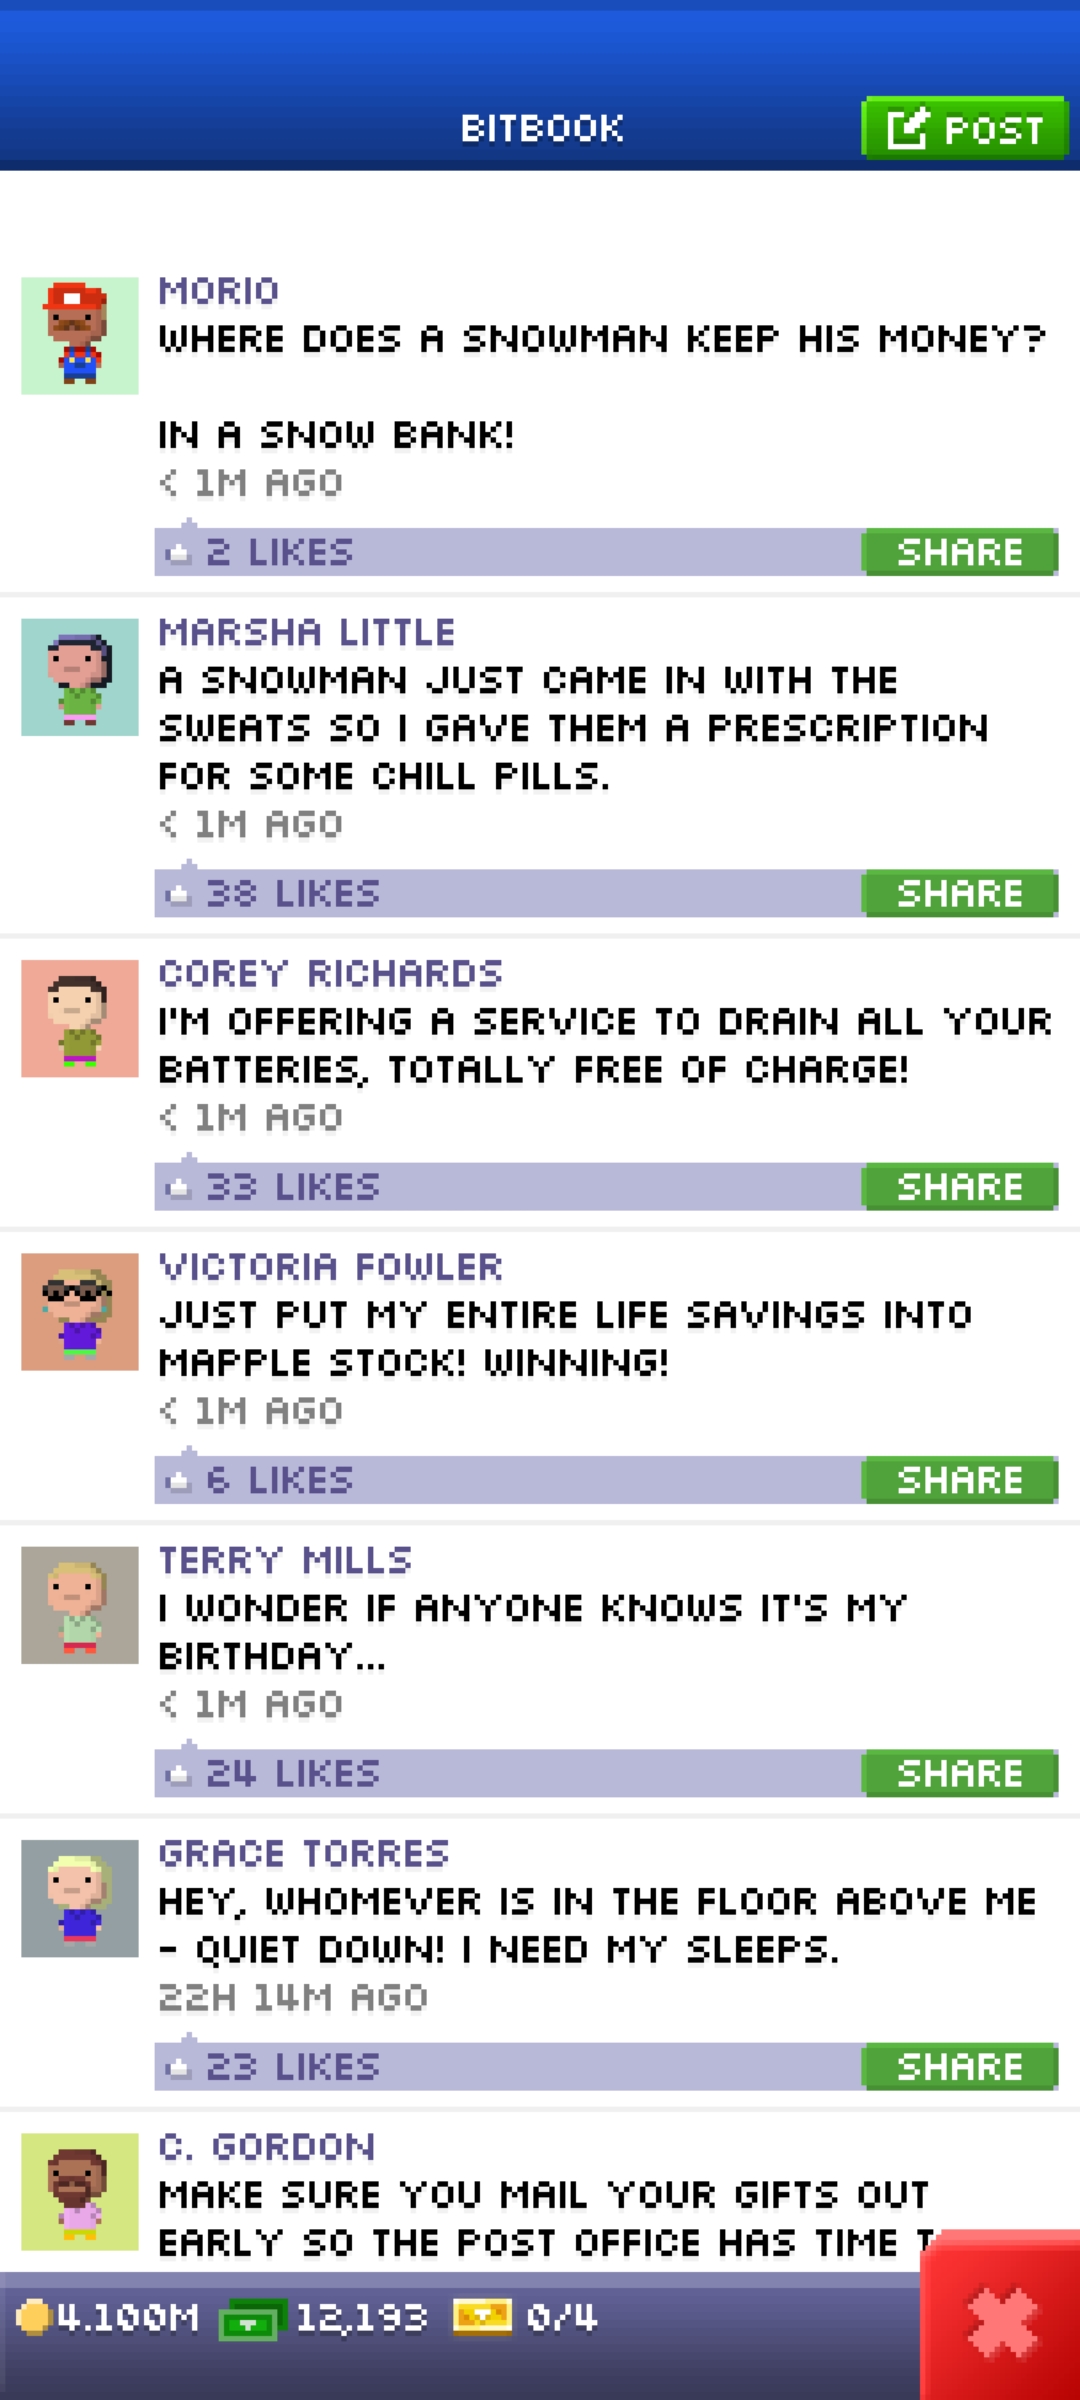 BITBOOK
POST
MORIO
WHERE DOES A SNOWMAN KEEP HIS MONEY?
IN A SNOW BANK!
< 1M AGO
2 LIKES
SHARE
MARSHA LITTLE
A SNOWMAN JUST CAME IN WITH THE
SWEATS SO I GAVE THEM A PRESCRIPTION
FOR SOME CHILL PILLS.
< 1M AGO
38 LIKES
SHARE
COREY RICHARDS
I'M OFFERING A SERVICE TO DRAIN ALL YOUR
BATTERIES, TOTALLY FREE OF CHARGE!
< 1M AGO
33 LIKES
SHARE
VICTORIA FOWLER
JUST PUT MY ENTIRE LIFE SAVINGS INTO
MAPPLE STOCK! WINNING!
< 1M AGO
6 LIKES
SHARE
TERRY MILLS
I WONDER IF ANYONE KNOWS IT'S MY
BIRTHDAY...
< 1M AGO
24 LIKES
SHARE
GRACE TORRES
HEY, WHOMEVER IS IN THE FLOOR ABOVE ME
- QUIET DOWN! I NEED MY SLEEPS.
22H 14M AGO
23 LIKES
SHARE
C. GORDON
MAKE SURE YOU MAIL YOUR GIFTS OUT
EARLY SO THE POST OFFICE HAS TIME
4.100M
12,193
0/4